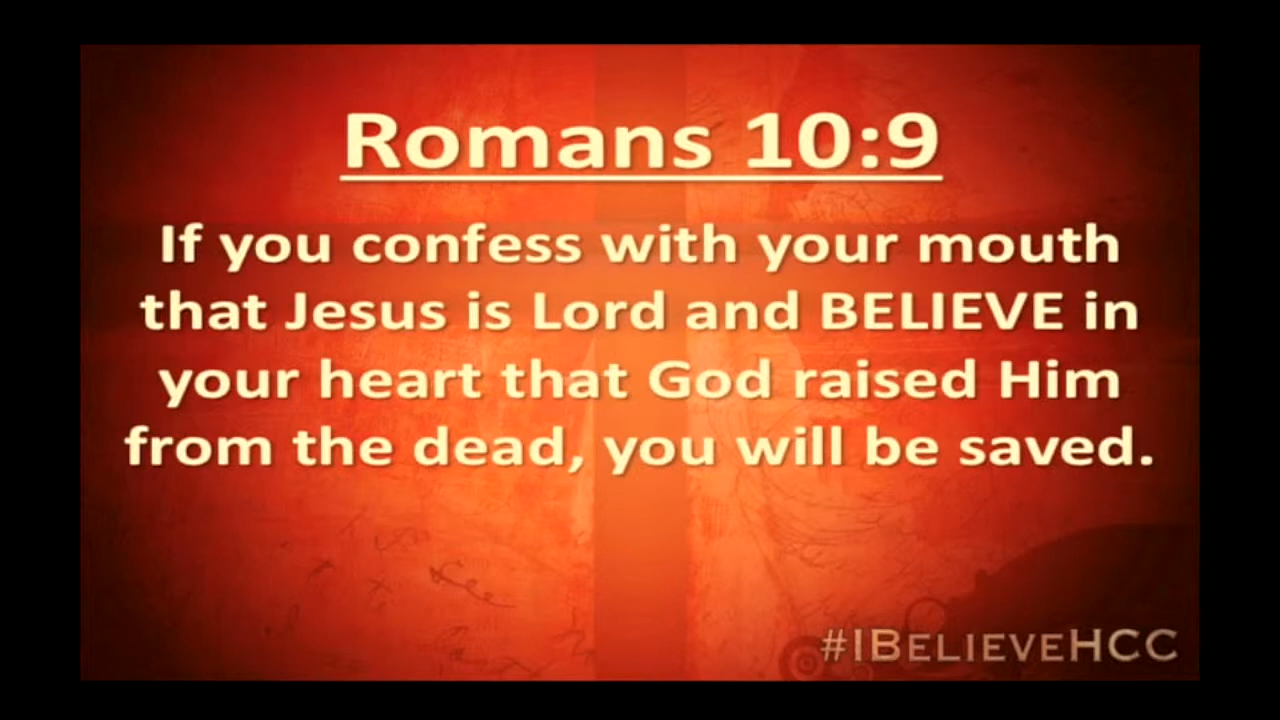 Romans 10:9
If you confess with your mouth
that Jesus is Lord and BELIEVE in
your heart that God raised Him
from the dead, you will be saved.
#IBELIEVEHCC